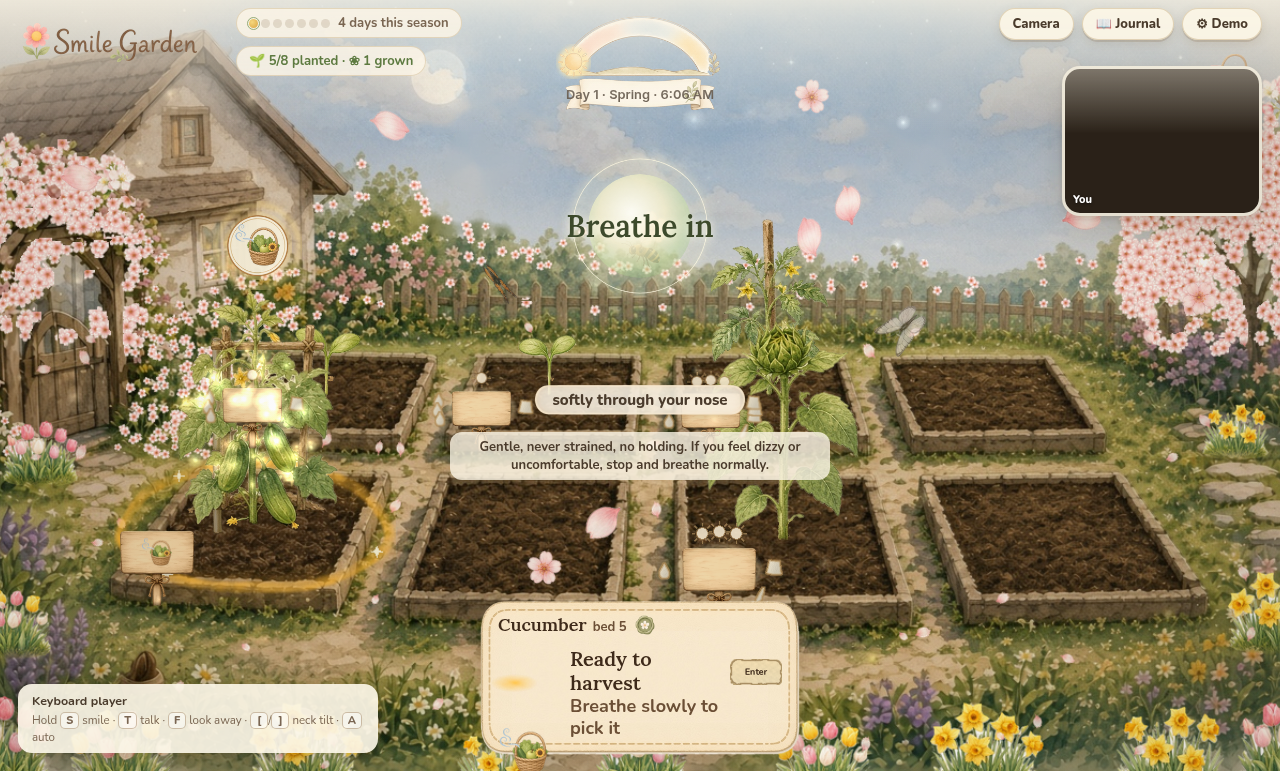 Smile Garden
4 days this season
5/8 planted · 1 grown
Day 1 · Spring · 6:06 AM
Camera
Journal
Demo
You
Breathe in
softly through your nose
Gentle, never strained, no holding. If you feel dizzy or
uncomfortable, stop and breathe normally.
Cucumber bed 5
Ready to
harvest
Enter
Breathe slowly to
pick it
Keyboard player
Hold S smile · T talk · F look away · [ / ] neck tilt · A
auto